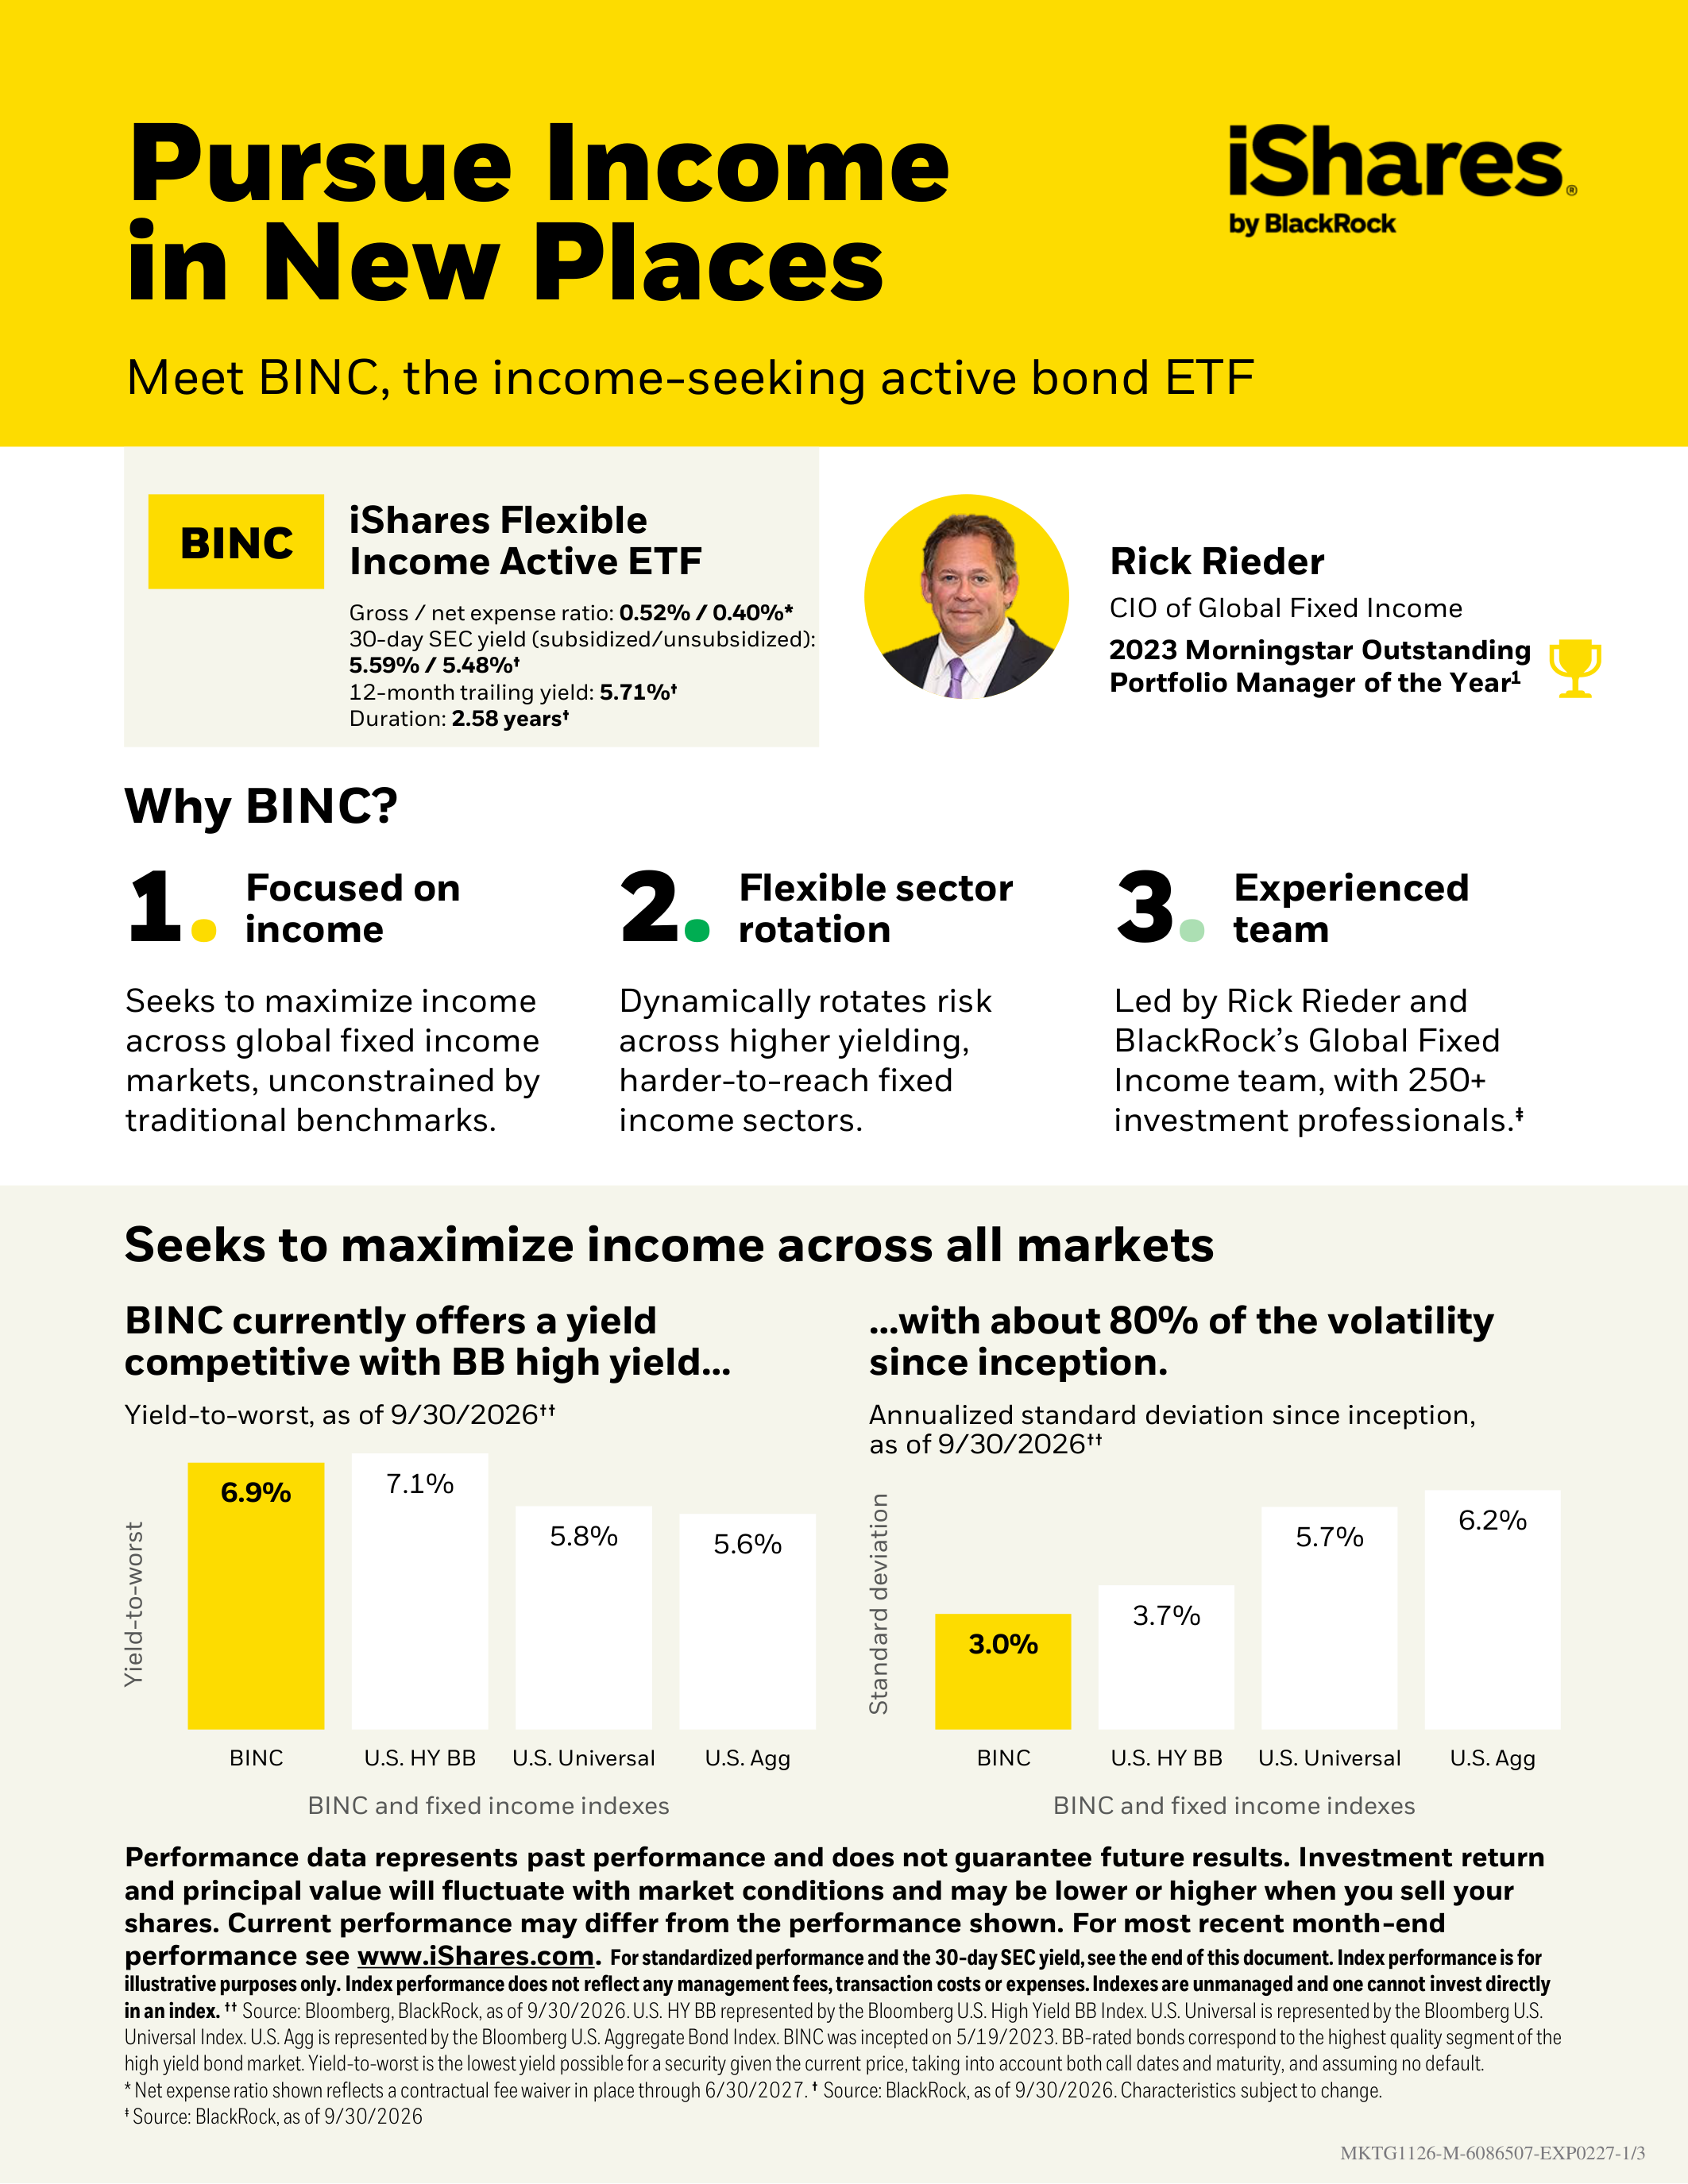 Pursue Income
in New Places
iShares®
by BlackRock
Meet BINC, the income-seeking active bond ETF
BINC
iShares Flexible
Income Active ETF
Gross / net expense ratio: 0.52% / 0.40%*
30-day SEC yield (subsidized/unsubsidized):
5.59% / 5.48%†
12-month trailing yield: 5.71%†
Duration: 2.58 years†
Rick Rieder
CIO of Global Fixed Income
2023 Morningstar Outstanding
Portfolio Manager of the Year¹
Why BINC?
1.
Focused on
income
Seeks to maximize income
across global fixed income
markets, unconstrained by
traditional benchmarks.
2.
Flexible sector
rotation
Dynamically rotates risk
across higher yielding,
harder-to-reach fixed
income sectors.
3.
Experienced
team
Led by Rick Rieder and
BlackRock’s Global Fixed
Income team, with 250+
investment professionals.‡
Seeks to maximize income across all markets
BINC currently offers a yield
competitive with BB high yield...
Yield-to-worst, as of 9/30/2026††
Yield-to-worst
6.9%
7.1%
5.8%
5.6%
BINC
U.S. HY BB
U.S. Universal
U.S. Agg
BINC and fixed income indexes
...with about 80% of the volatility
since inception.
Annualized standard deviation since inception,
as of 9/30/2026††
Standard deviation
3.0%
3.7%
5.7%
6.2%
BINC
U.S. HY BB
U.S. Universal
U.S. Agg
BINC and fixed income indexes
Performance data represents past performance and does not guarantee future results. Investment return
and principal value will fluctuate with market conditions and may be lower or higher when you sell your
shares. Current performance may differ from the performance shown. For most recent month-end
performance see www.iShares.com. For standardized performance and the 30-day SEC yield, see the end of this document. Index performance is for
illustrative purposes only. Index performance does not reflect any management fees, transaction costs or expenses. Indexes are unmanaged and one cannot invest directly
in an index. †† Source: Bloomberg, BlackRock, as of 9/30/2026. U.S. HY BB represented by the Bloomberg U.S. High Yield BB Index. U.S. Universal is represented by the Bloomberg U.S.
Universal Index. U.S. Agg is represented by the Bloomberg U.S. Aggregate Bond Index. BINC was incepted on 5/19/2023. BB-rated bonds correspond to the highest quality segment of the
high yield bond market. Yield-to-worst is the lowest yield possible for a security given the current price, taking into account both call dates and maturity, and assuming no default.
* Net expense ratio shown reflects a contractual fee waiver in place through 6/30/2027. † Source: BlackRock, as of 9/30/2026. Characteristics subject to change.
‡ Source: BlackRock, as of 9/30/2026
MKTG1126-M-6086507-EXP0227-1/3